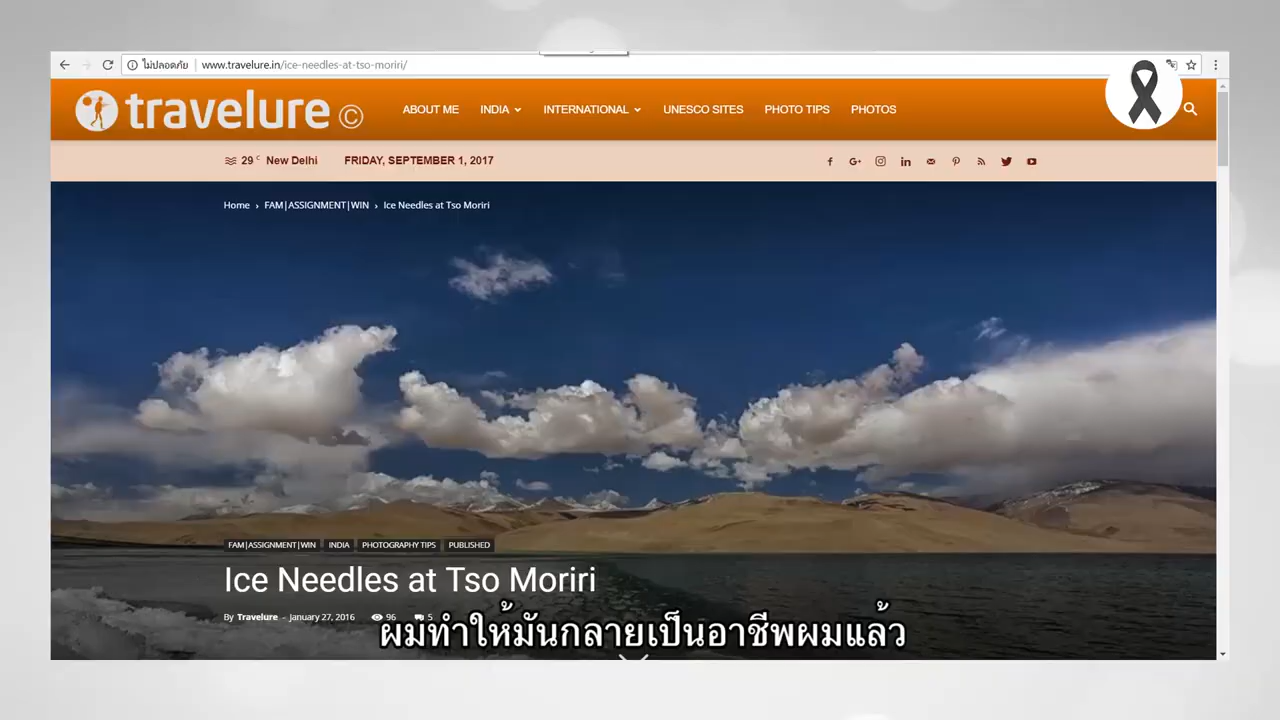 ไม่ปลอดภัย www.travelure.in/ice-needles-at-tso-moriri/
travelure ©
ABOUT ME INDIA INTERNATIONAL UNESCO SITES PHOTO TIPS PHOTOS
29 C New Delhi FRIDAY, SEPTEMBER 1, 2017
Home › FAM|ASSIGNMENT|WIN › Ice Needles at Tso Moriri
FAM|ASSIGNMENT|WIN INDIA PHOTOGRAPHY TIPS PUBLISHED
Ice Needles at Tso Moriri
By Travelure - January 27, 2016 96 5
ผมทำให้มันกลายเป็นอาชีพผมแล้ว